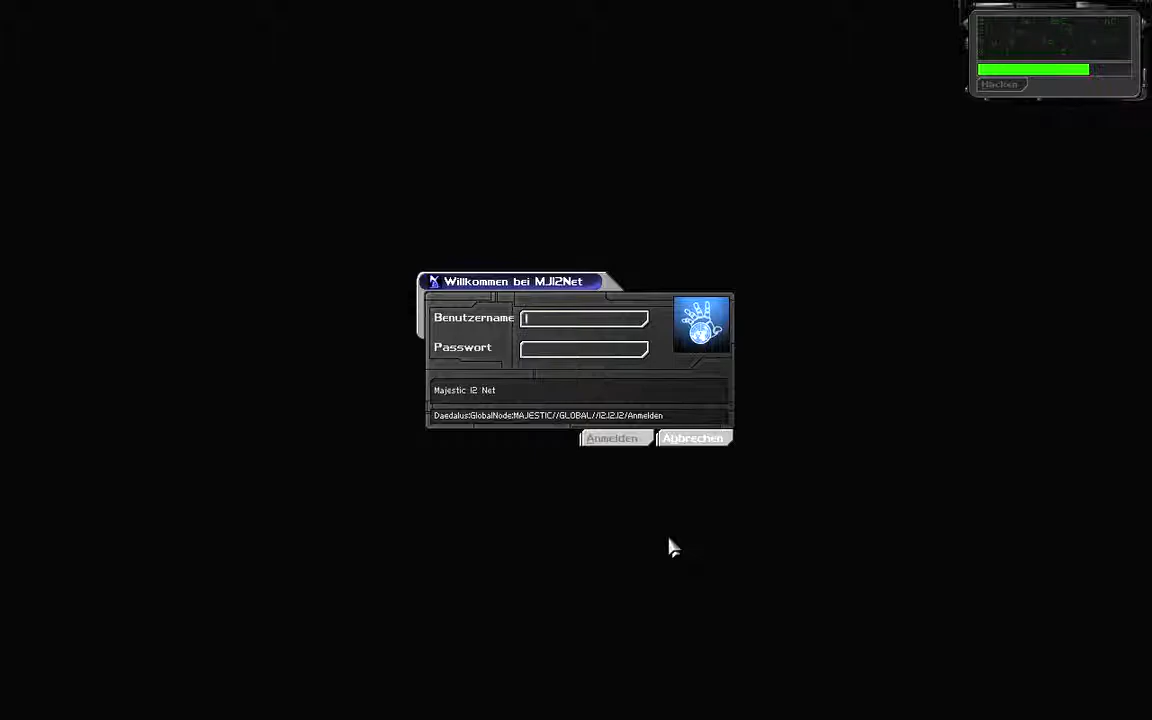 Hacken
Willkommen bei MJ12Net
Benutzername
Passwort
Majestic 12 Net
Daedalus:GlobalNode:MAJESTIC//GLOBAL//12.12.12/Anmelden
Anmelden
Abbrechen